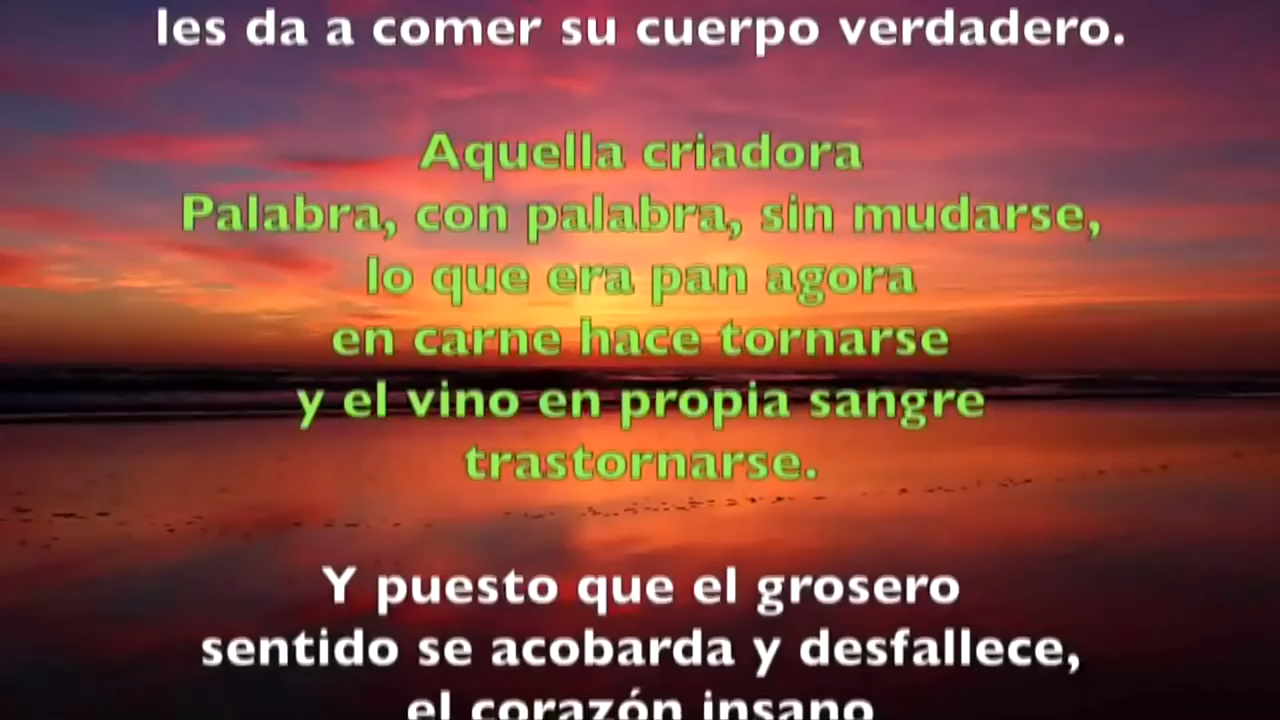 les da a comer su cuerpo verdadero.
Aquella criadora
Palabra, con palabra, sin mudarse,
lo que era pan agora
en carne hace tornarse
y el vino en propia sangre
trastornarse.
Y puesto que el grosero
sentido se acobarda y desfallece,
el corazón insano